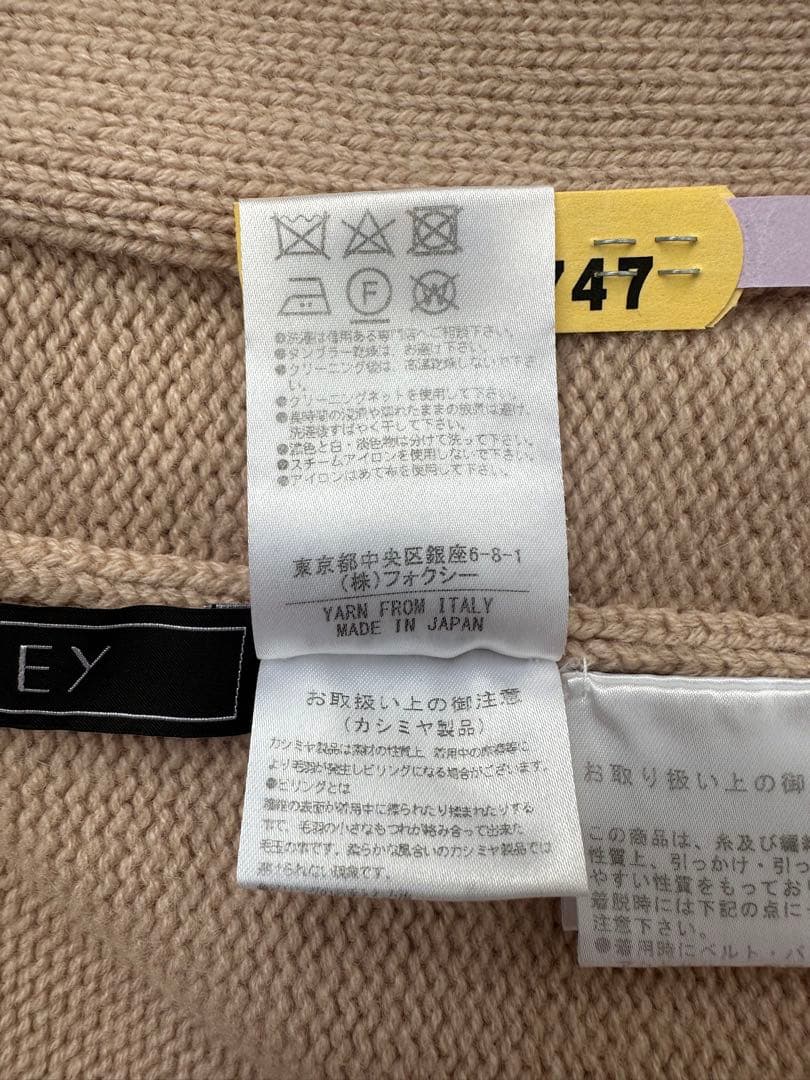 747
F
W
●洗濯は信用ある専門店へご相談下さい。
●タンブラー乾燥は、お避け下さい。
●クリーニング後は、高温乾燥しないで下さ
い。
●クリーニングネットを使用して下さい。
●長時間の浸漬や濡れたままの放置は避け、
洗濯後すばやく干して下さい。
●濃色と白・淡色物は分けて洗って下さい。
●スチームアイロンを使用しないで下さい。
●アイロンはあて布を使用して下さい。
東京都中央区銀座6-8-1
(株)フォクシー
YARN FROM ITALY
MADE IN JAPAN
EY
お取扱い上の御注意
(カシミヤ製品)
カシミヤ製品は素材の性質上、着用中の摩擦等に
より毛羽が発生しピリングになる場合がございます。
●ピリングとは
繊維の表面が着用中に擦られたり揉まれたりする
事で、毛羽の小さなもつれが絡み合って出来た
毛玉の事です。柔らかな風合いのカシミヤ製品では
避けられない現象です。
お取り扱い上の御
この商品は、糸及び編
性質上、引っかけ・引っ
やすい性質をもってお
着脱時には下記の点に
注意下さい。
●着用時にベルト・バ